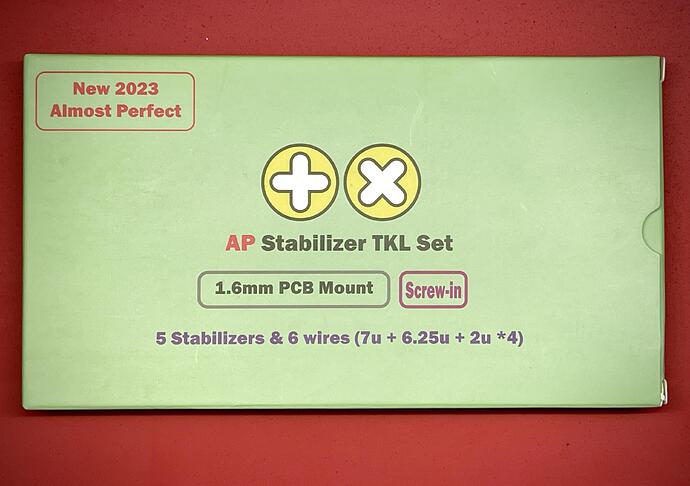 New 2023
Almost Perfect
AP Stabilizer TKL Set
1.6mm PCB Mount
Screw-in
5 Stabilizers & 6 wires (7u + 6.25u + 2u *4)